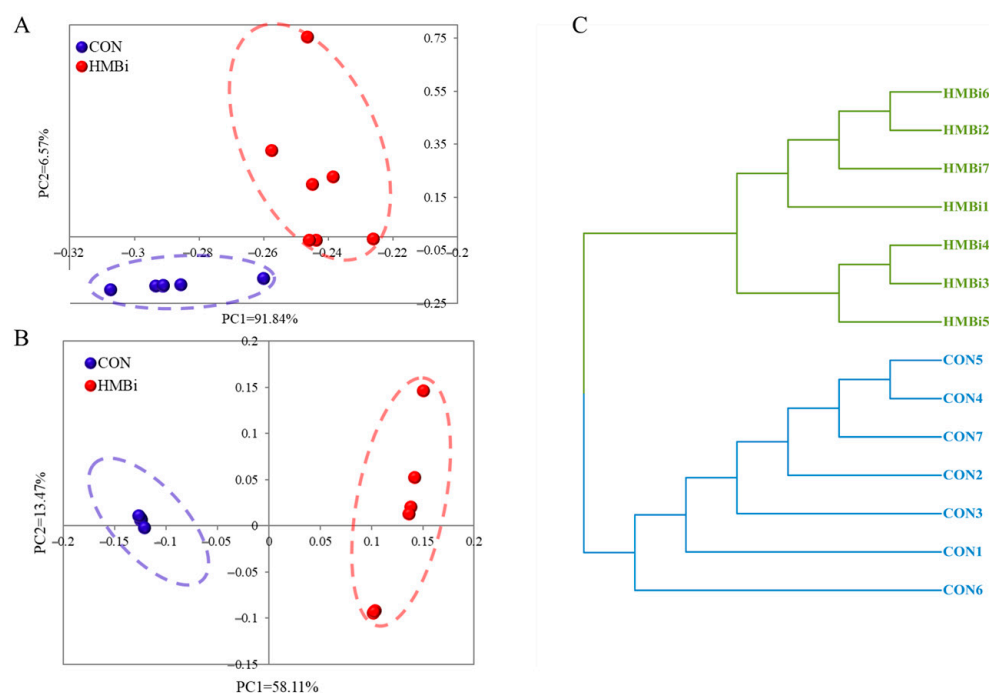 A
CON
HMBi
0.75
0.55
0.35
0.15
−0.05
−0.25
−0.32
−0.3
−0.28
−0.26
−0.24
−0.22
−0.2
PC2=6.57%
PC1=91.84%
B
CON
HMBi
0.2
0.15
0.1
0.05
0
−0.05
−0.1
−0.15
−0.2
−0.15
−0.1
−0.05
0
0.05
0.1
0.15
0.2
PC2=13.47%
PC1=58.11%
C
HMBi6
HMBi2
HMBi7
HMBi1
HMBi4
HMBi3
HMBi5
CON5
CON4
CON7
CON2
CON3
CON1
CON6